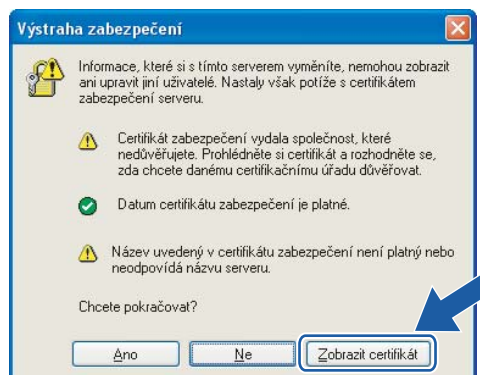 Výstraha zabezpečení
Informace, které si s tímto serverem vyměníte, nemohou zobrazit
ani upravit jiní uživatelé. Nastaly však potíže s certifikátem
zabezpečení serveru.
Certifikát zabezpečení vydala společnost, které
nedůvěřujete. Prohlédněte si certifikát a rozhodněte se,
zda chcete danému certifikačnímu úřadu důvěřovat.
Datum certifikátu zabezpečení je platné.
Název uvedený v certifikátu zabezpečení není platný nebo
neodpovídá názvu serveru.
Chcete pokračovat?
Ano Ne Zobrazit certifikát